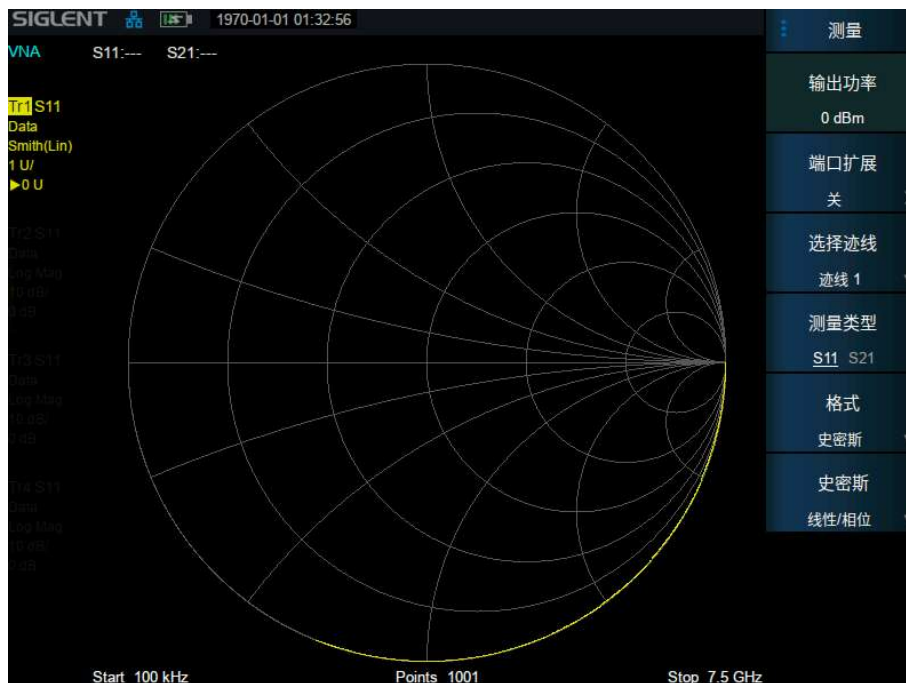 SIGLENT 1970-01-01 01:32:56
VNA S11:--- S21:---
Tr1 S11
Data
Smith(Lin)
1 U/
▶0 U
Tr2 S11
Data
Log Mag
10 dB/
0 dB
Tr3 S11
Data
Log Mag
10 dB/
0 dB
Tr4 S11
Data
Log Mag
10 dB/
0 dB
Start 100 kHz Points 1001 Stop 7.5 GHz
测量
输出功率
0 dBm
端口扩展
关
选择迹线
迹线 1
测量类型
S11 S21
格式
史密斯
史密斯
线性/相位